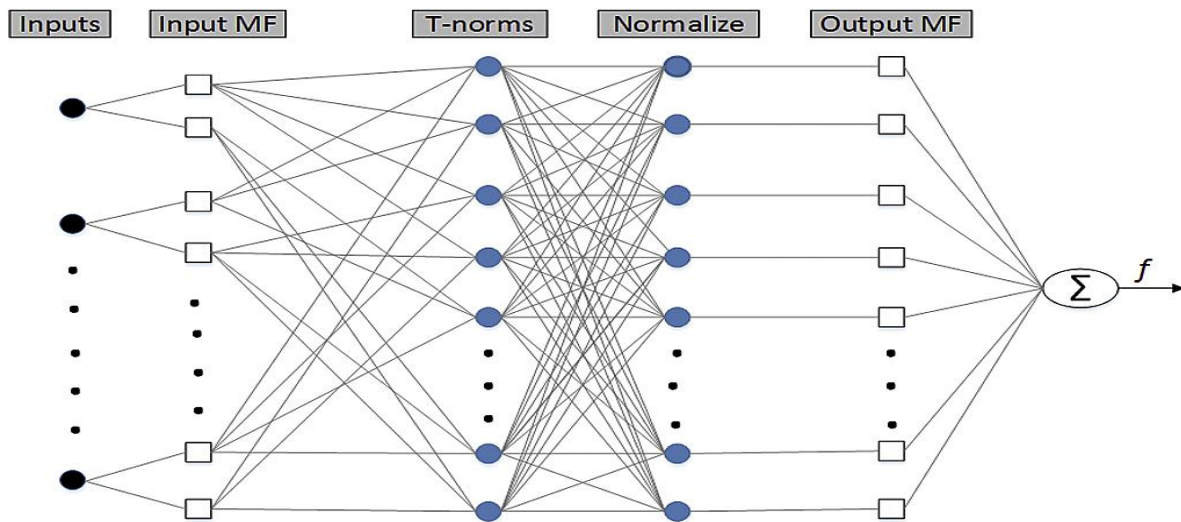 Inputs
Input MF
T-norms
Normalize
Output MF
Σ
f